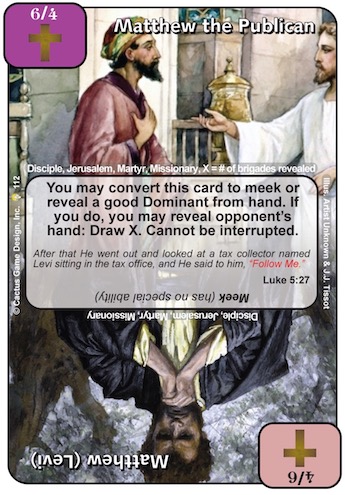 6/4
Matthew the Publican
Disciple, Jerusalem, Martyr, Missionary, X = # of brigades revealed
You may convert this card to meek or
reveal a good Dominant from hand. If
you do, you may reveal opponent's
hand: Draw X. Cannot be interrupted.
After that He went out and looked at a tax collector named
Levi sitting in the tax office, and He said to him, "Follow Me."
Luke 5:27
© Cactus Game Design, Inc.
112
Illus. Artist Unknown & J.J. Tissot
Meek (has no special ability)
Disciple, Jerusalem, Martyr, Missionary
Matthew (Levi)
4/6